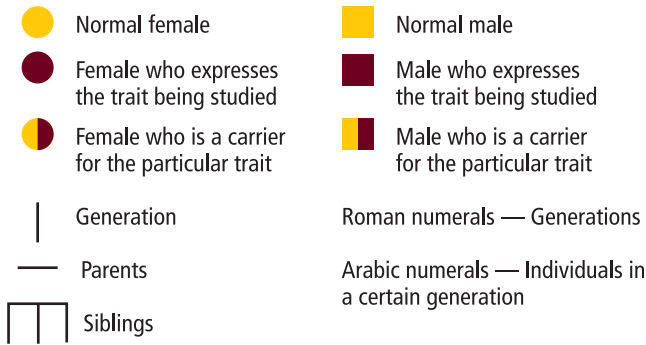 Normal female
Normal male
Female who expresses
the trait being studied
Male who expresses
the trait being studied
Female who is a carrier
for the particular trait
Male who is a carrier
for the particular trait
Generation
Roman numerals — Generations
Parents
Arabic numerals — Individuals in
a certain generation
Siblings